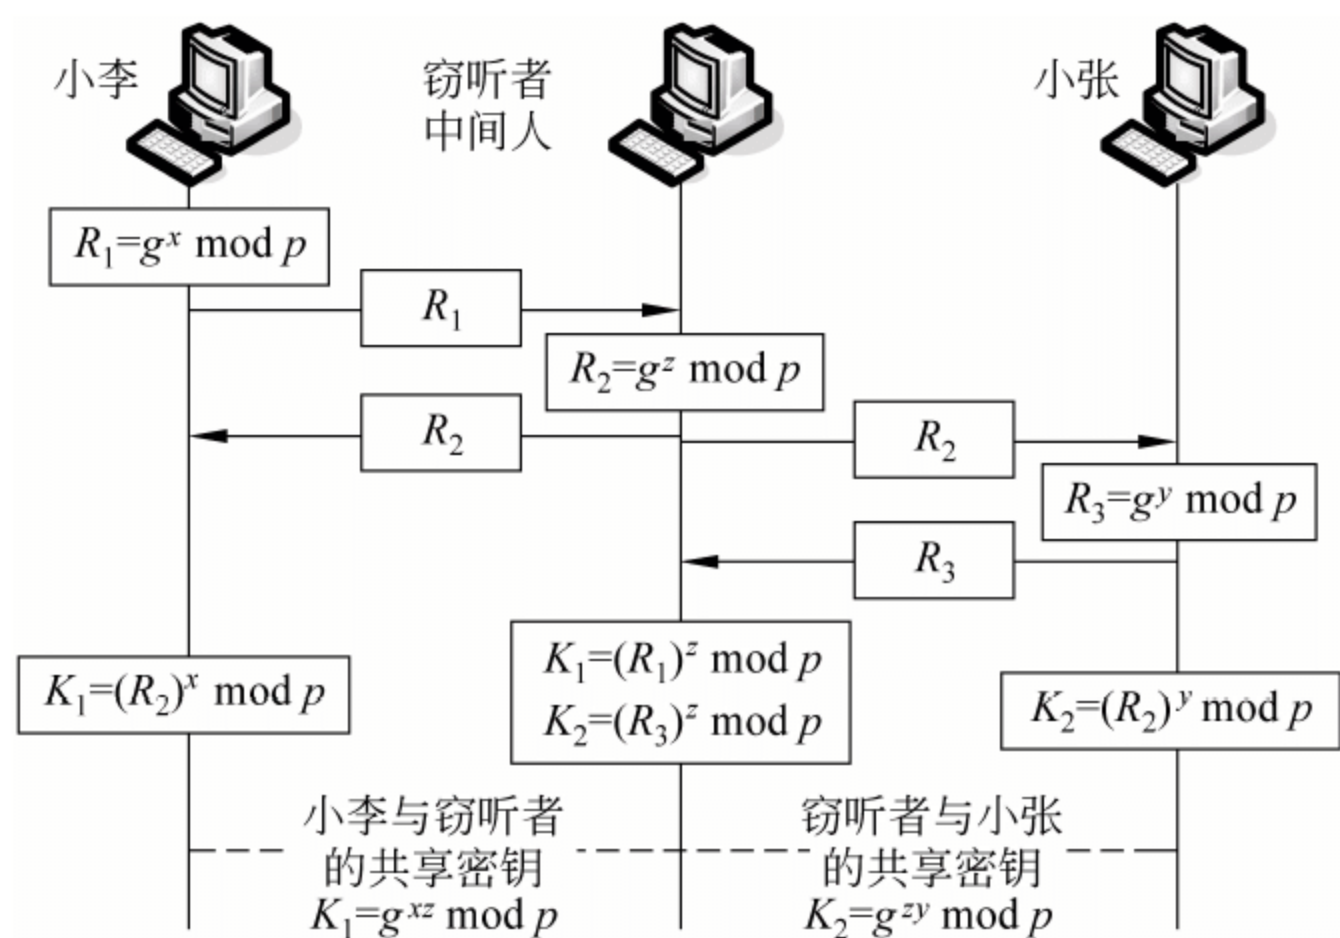 小李
窃听者
中间人
小张
R₁=gˣ mod p
R₁
R₂=gᶻ mod p
R₂
R₂
R₃=gʸ mod p
R₃
K₁=(R₂)ˣ mod p
K₁=(R₁)ᶻ mod p
K₂=(R₃)ᶻ mod p
K₂=(R₂)ʸ mod p
小李与窃听者
的共享密钥
K₁=gˣᶻ mod p
窃听者与小张
的共享密钥
K₂=gᶻʸ mod p